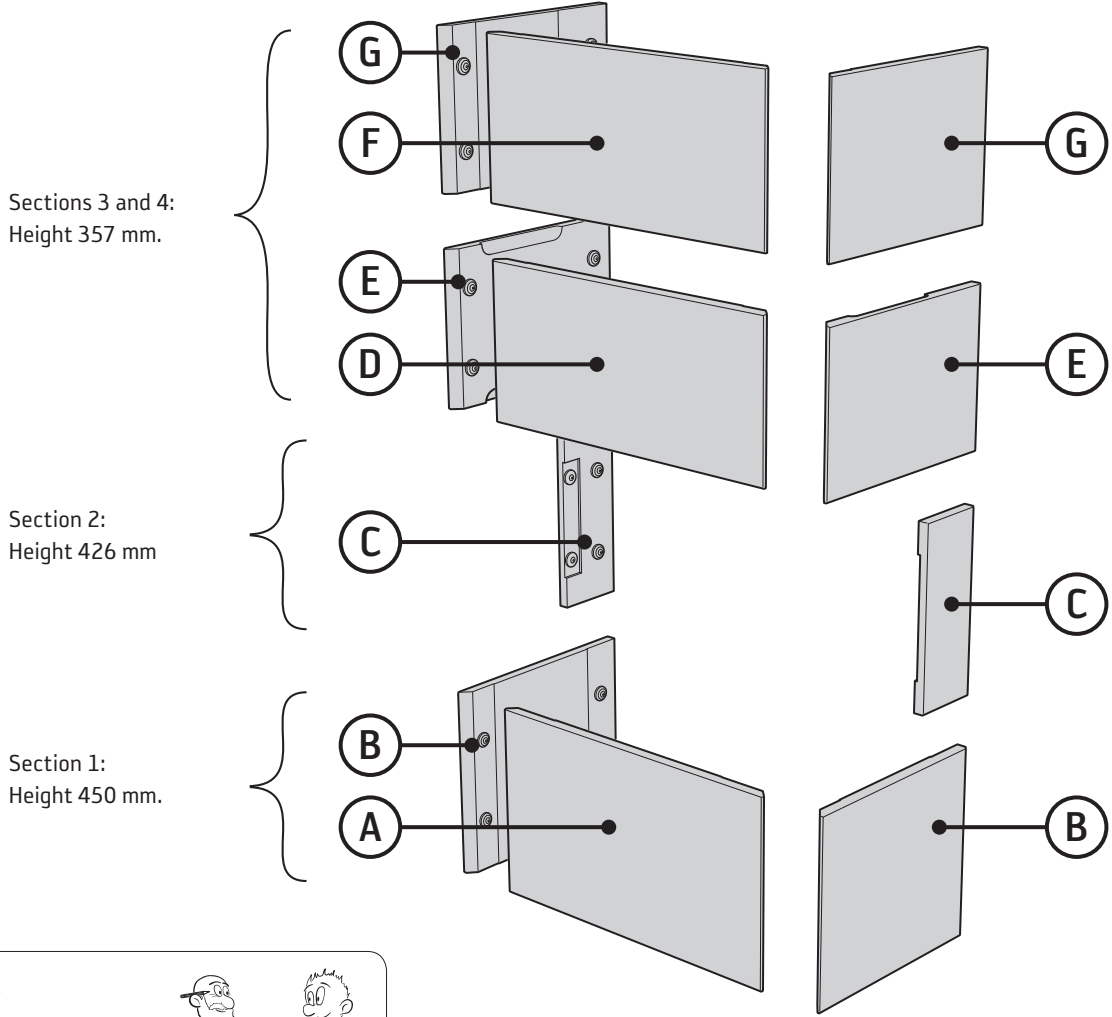 G
F
G
Sections 3 and 4:
Height 357 mm.
E
D
E
Section 2:
Height 426 mm
C
C
Section 1:
Height 450 mm.
B
A
B